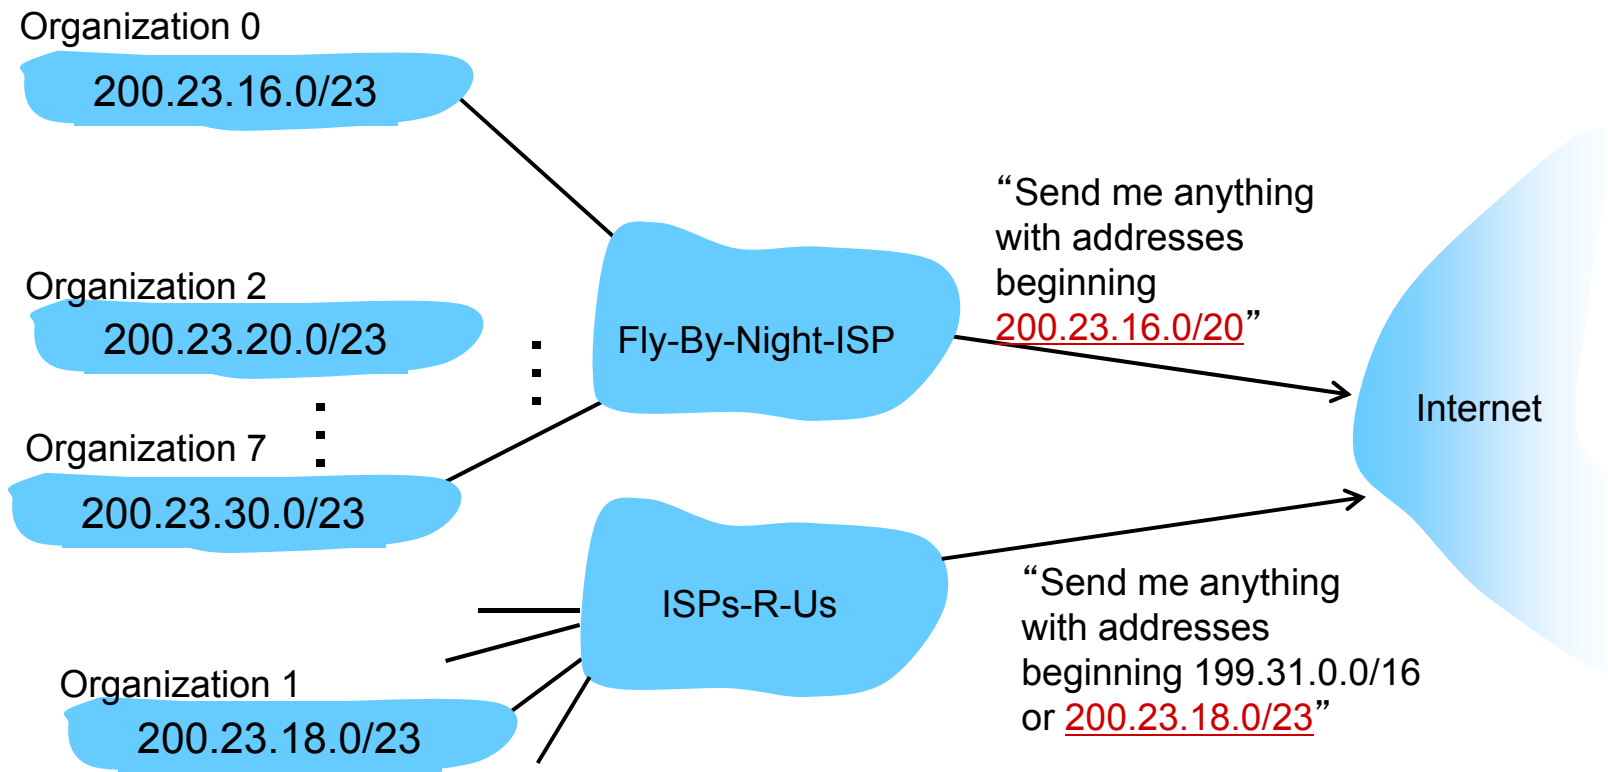 Organization 0
200.23.16.0/23
Organization 2
200.23.20.0/23
Organization 7
200.23.30.0/23
Organization 1
200.23.18.0/23
Fly-By-Night-ISP
ISPs-R-Us
“Send me anything
with addresses
beginning
200.23.16.0/20”
“Send me anything
with addresses
beginning 199.31.0.0/16
or 200.23.18.0/23”
Internet